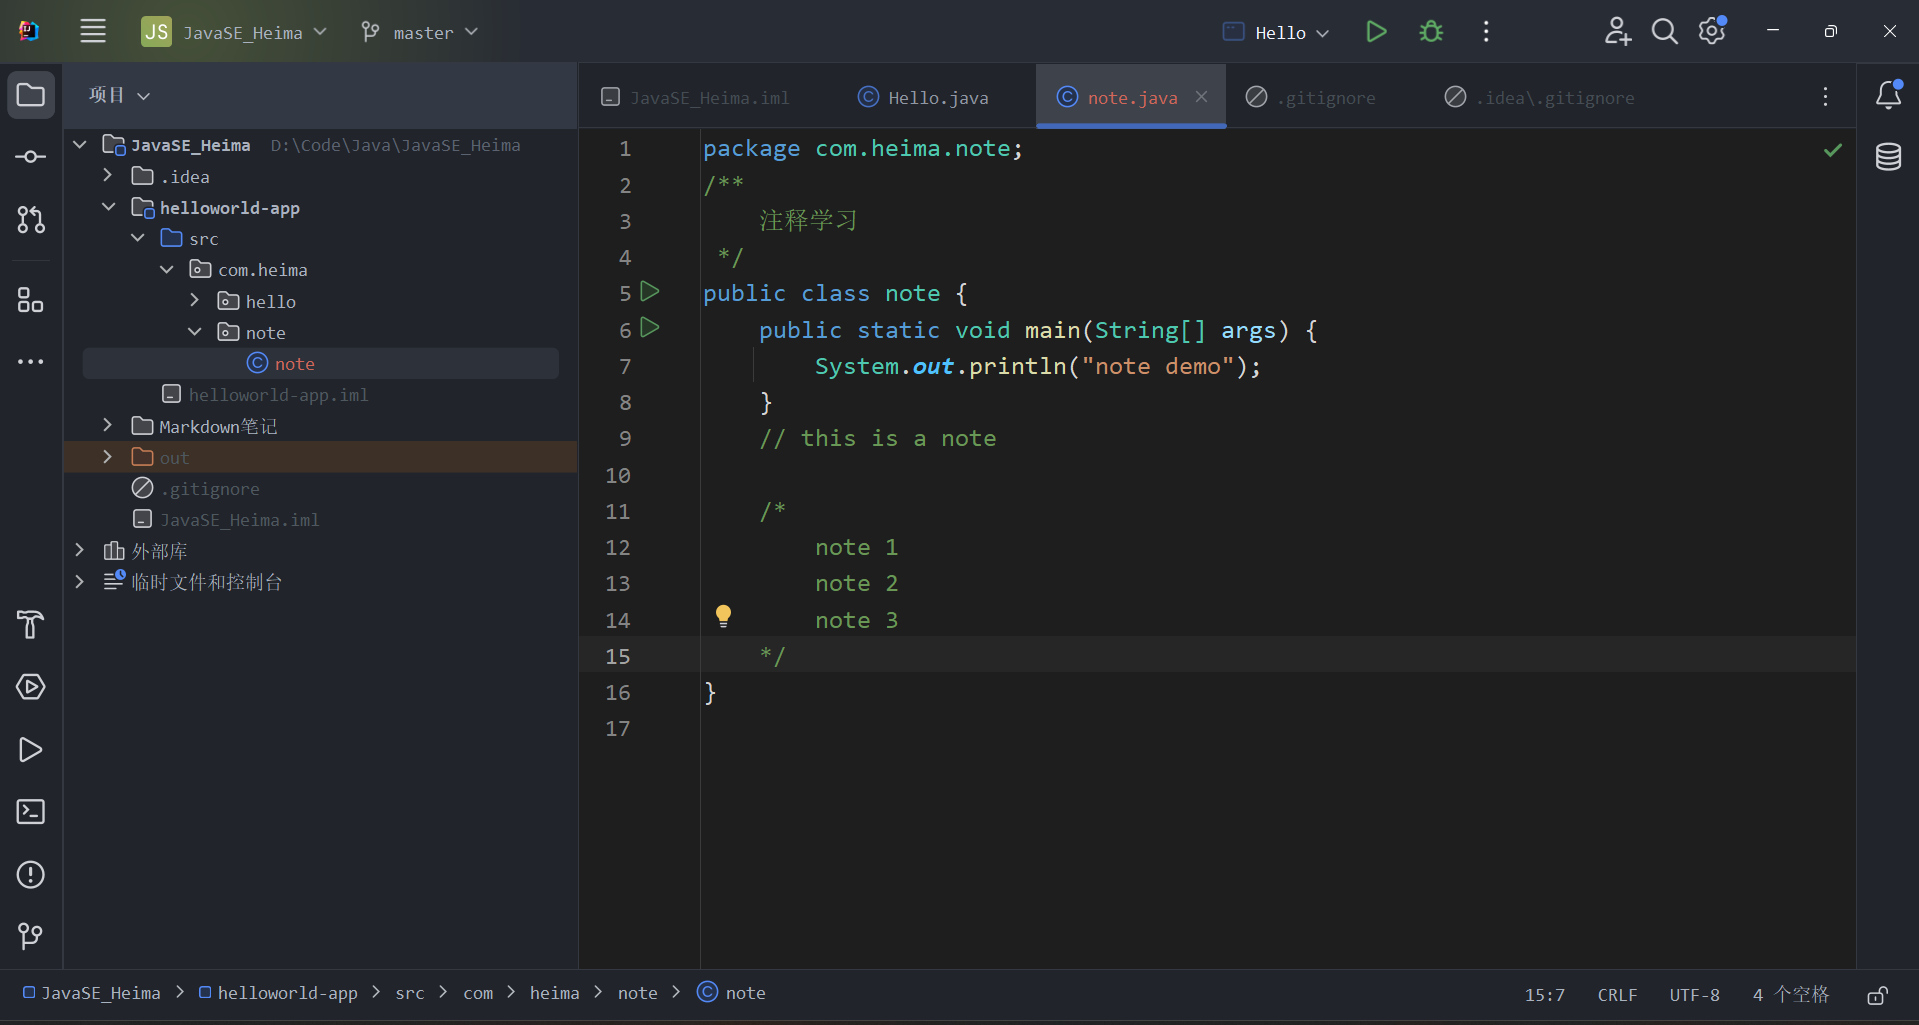 JS JavaSE_Heima master Hello
项目
JavaSE_Heima D:\Code\Java\JavaSE_Heima
.idea
helloworld-app
src
com.heima
hello
note
note
helloworld-app.iml
Markdown笔记
out
.gitignore
JavaSE_Heima.iml
外部库
临时文件和控制台
JavaSE_Heima.iml Hello.java note.java .gitignore .idea\.gitignore
1 package com.heima.note;
2 /**
3 注释学习
4 */
5 public class note {
6 public static void main(String[] args) {
7 System.out.println("note demo");
8 }
9 // this is a note
10
11 /*
12 note 1
13 note 2
14 note 3
15 */
16 }
17
JavaSE_Heima > helloworld-app > src > com > heima > note > note 15:7 CRLF UTF-8 4 个空格